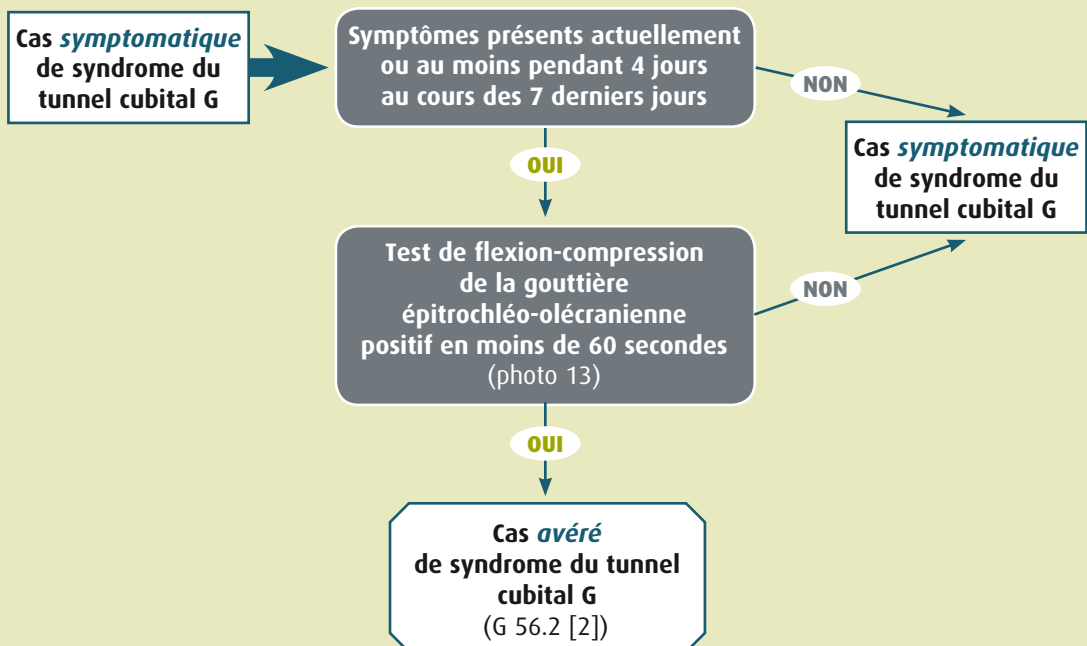 Cas symptomatique
de syndrome du
tunnel cubital G
Symptômes présents actuellement
ou au moins pendant 4 jours
au cours des 7 derniers jours
NON
OUI
Cas symptomatique
de syndrome du
tunnel cubital G
Test de flexion-compression
de la gouttière
épitrochléo-olécranienne
positif en moins de 60 secondes
(photo 13)
NON
OUI
Cas avéré
de syndrome du tunnel
cubital G
(G 56.2 [2])